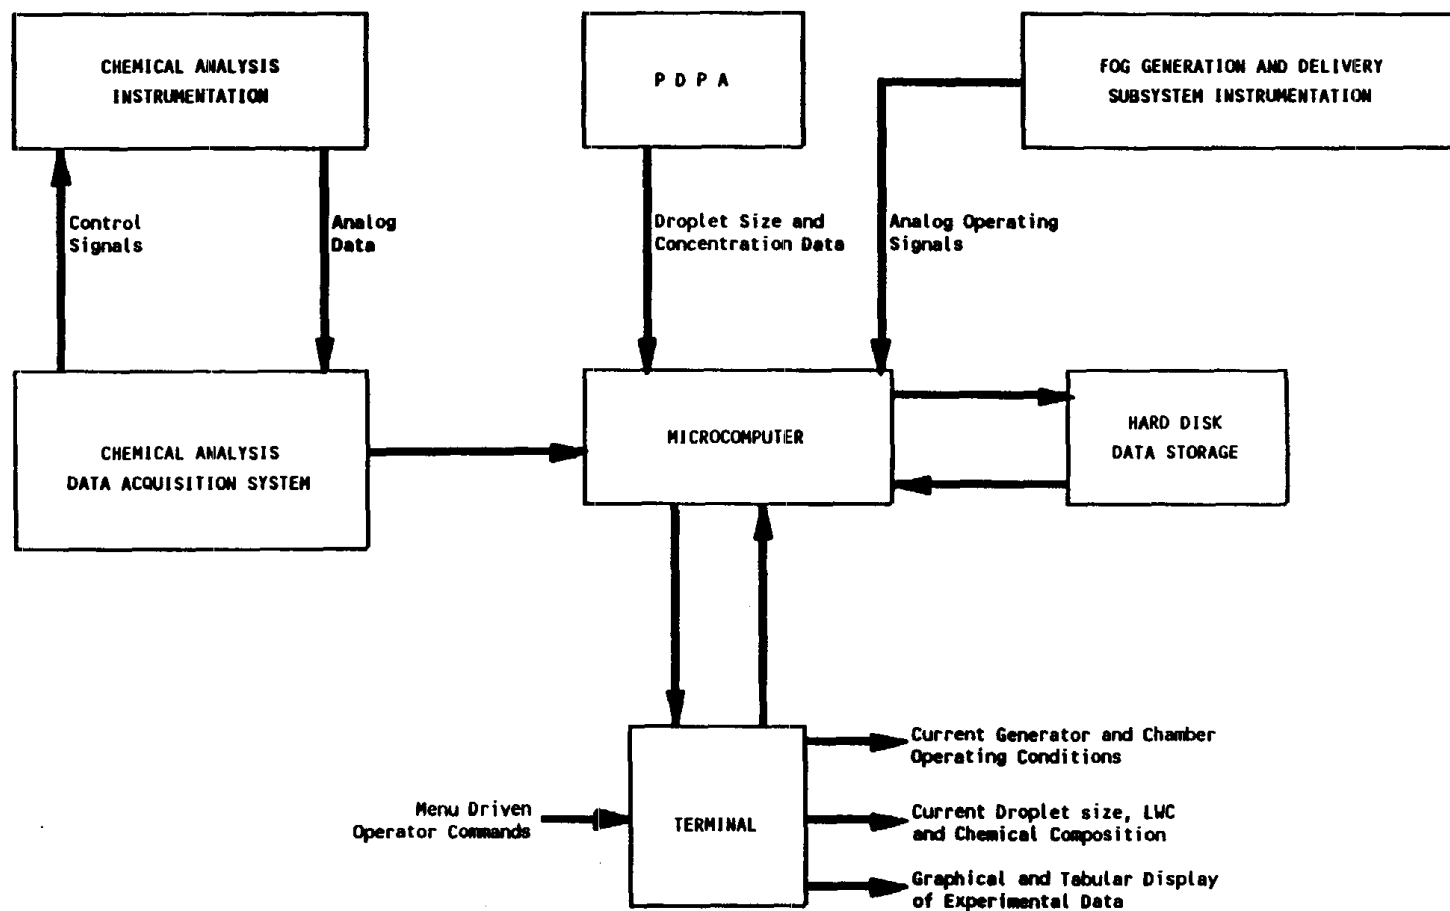 CHEMICAL ANALYSIS
INSTRUMENTATION
P D P A
FOG GENERATION AND DELIVERY
SUBSYSTEM INSTRUMENTATION
Control
Signals
Analog
Data
Droplet Size and
Concentration Data
Analog Operating
Signals
CHEMICAL ANALYSIS
DATA ACQUISITION SYSTEM
MICROCOMPUTER
HARD DISK
DATA STORAGE
Menu Driven
Operator Commands
TERMINAL
Current Generator and Chamber
Operating Conditions
Current Droplet size, LWC
and Chemical Composition
Graphical and Tabular Display
of Experimental Data